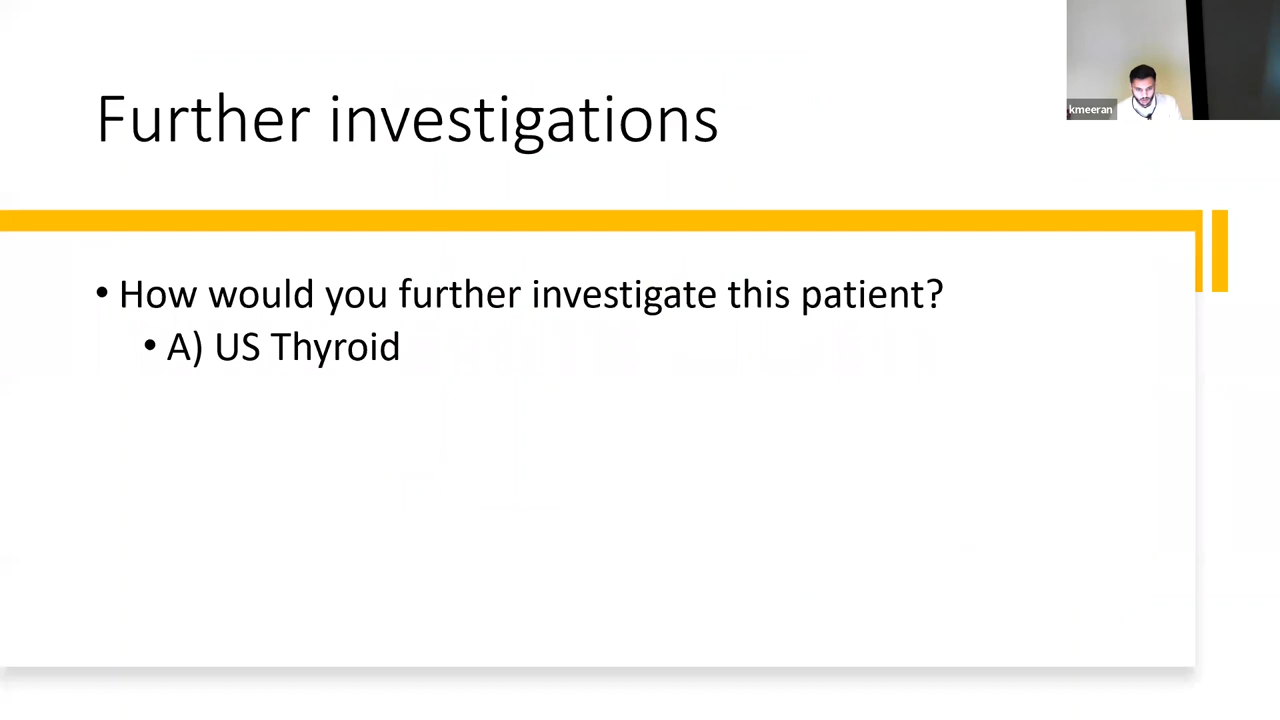 Further investigations
kmeeran
• How would you further investigate this patient?
• A) US Thyroid